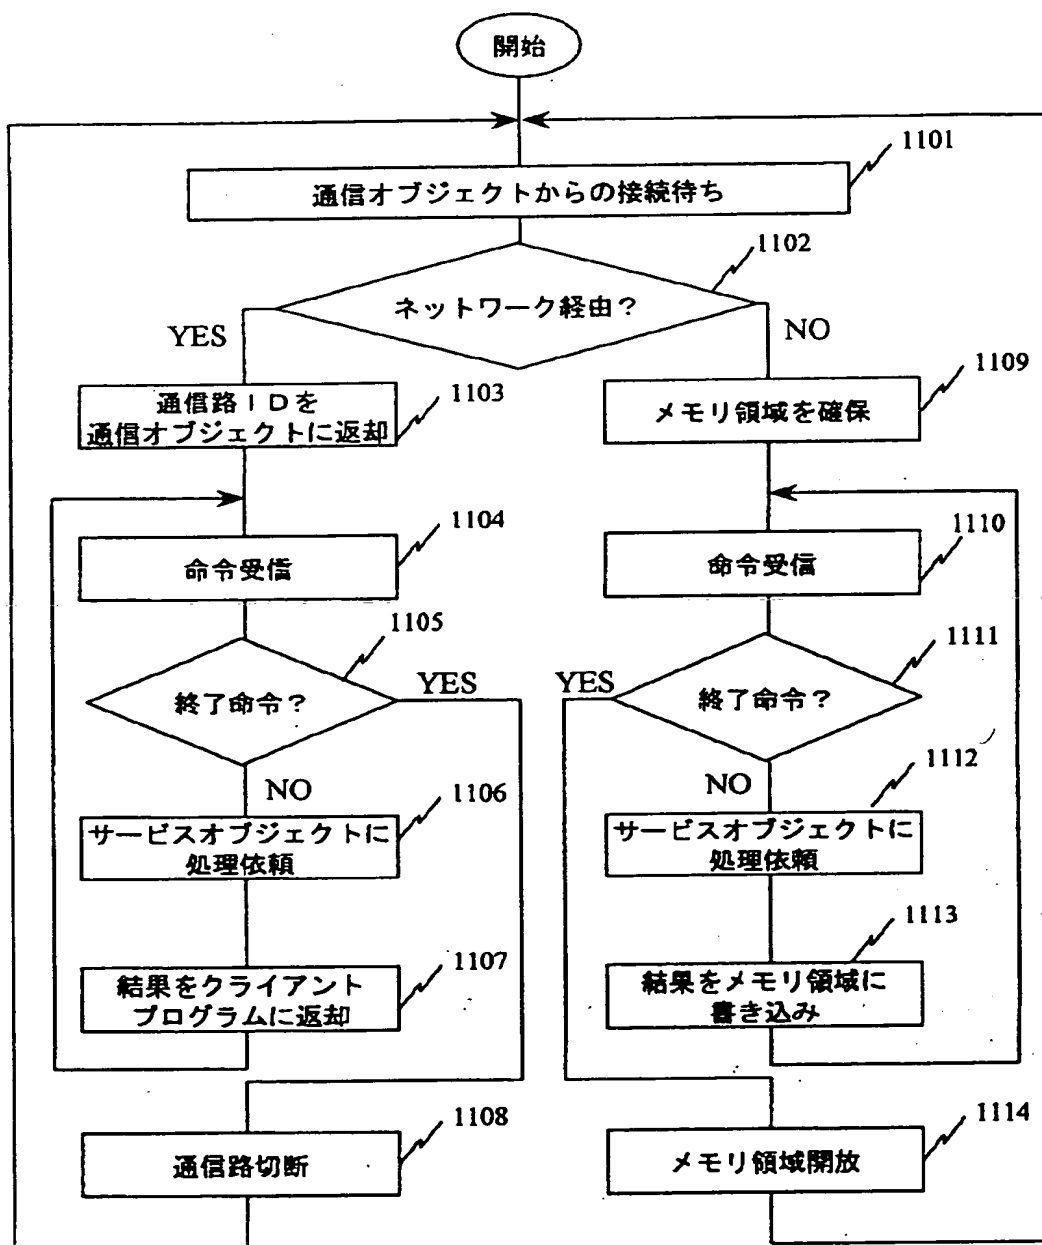 開始
1101
通信オブジェクトからの接続待ち
1102
ネットワーク経由?
YES
NO
1103
通信路IDを
通信オブジェクトに返却
1109
メモリ領域を確保
1104
命令受信
1110
命令受信
1105
終了命令?
YES
1111
YES
終了命令?
NO
1106
サービスオブジェクトに
処理依頼
NO
1112
サービスオブジェクトに
処理依頼
1107
結果をクライアント
プログラムに返却
1113
結果をメモリ領域に
書き込み
1108
通信路切断
1114
メモリ領域開放